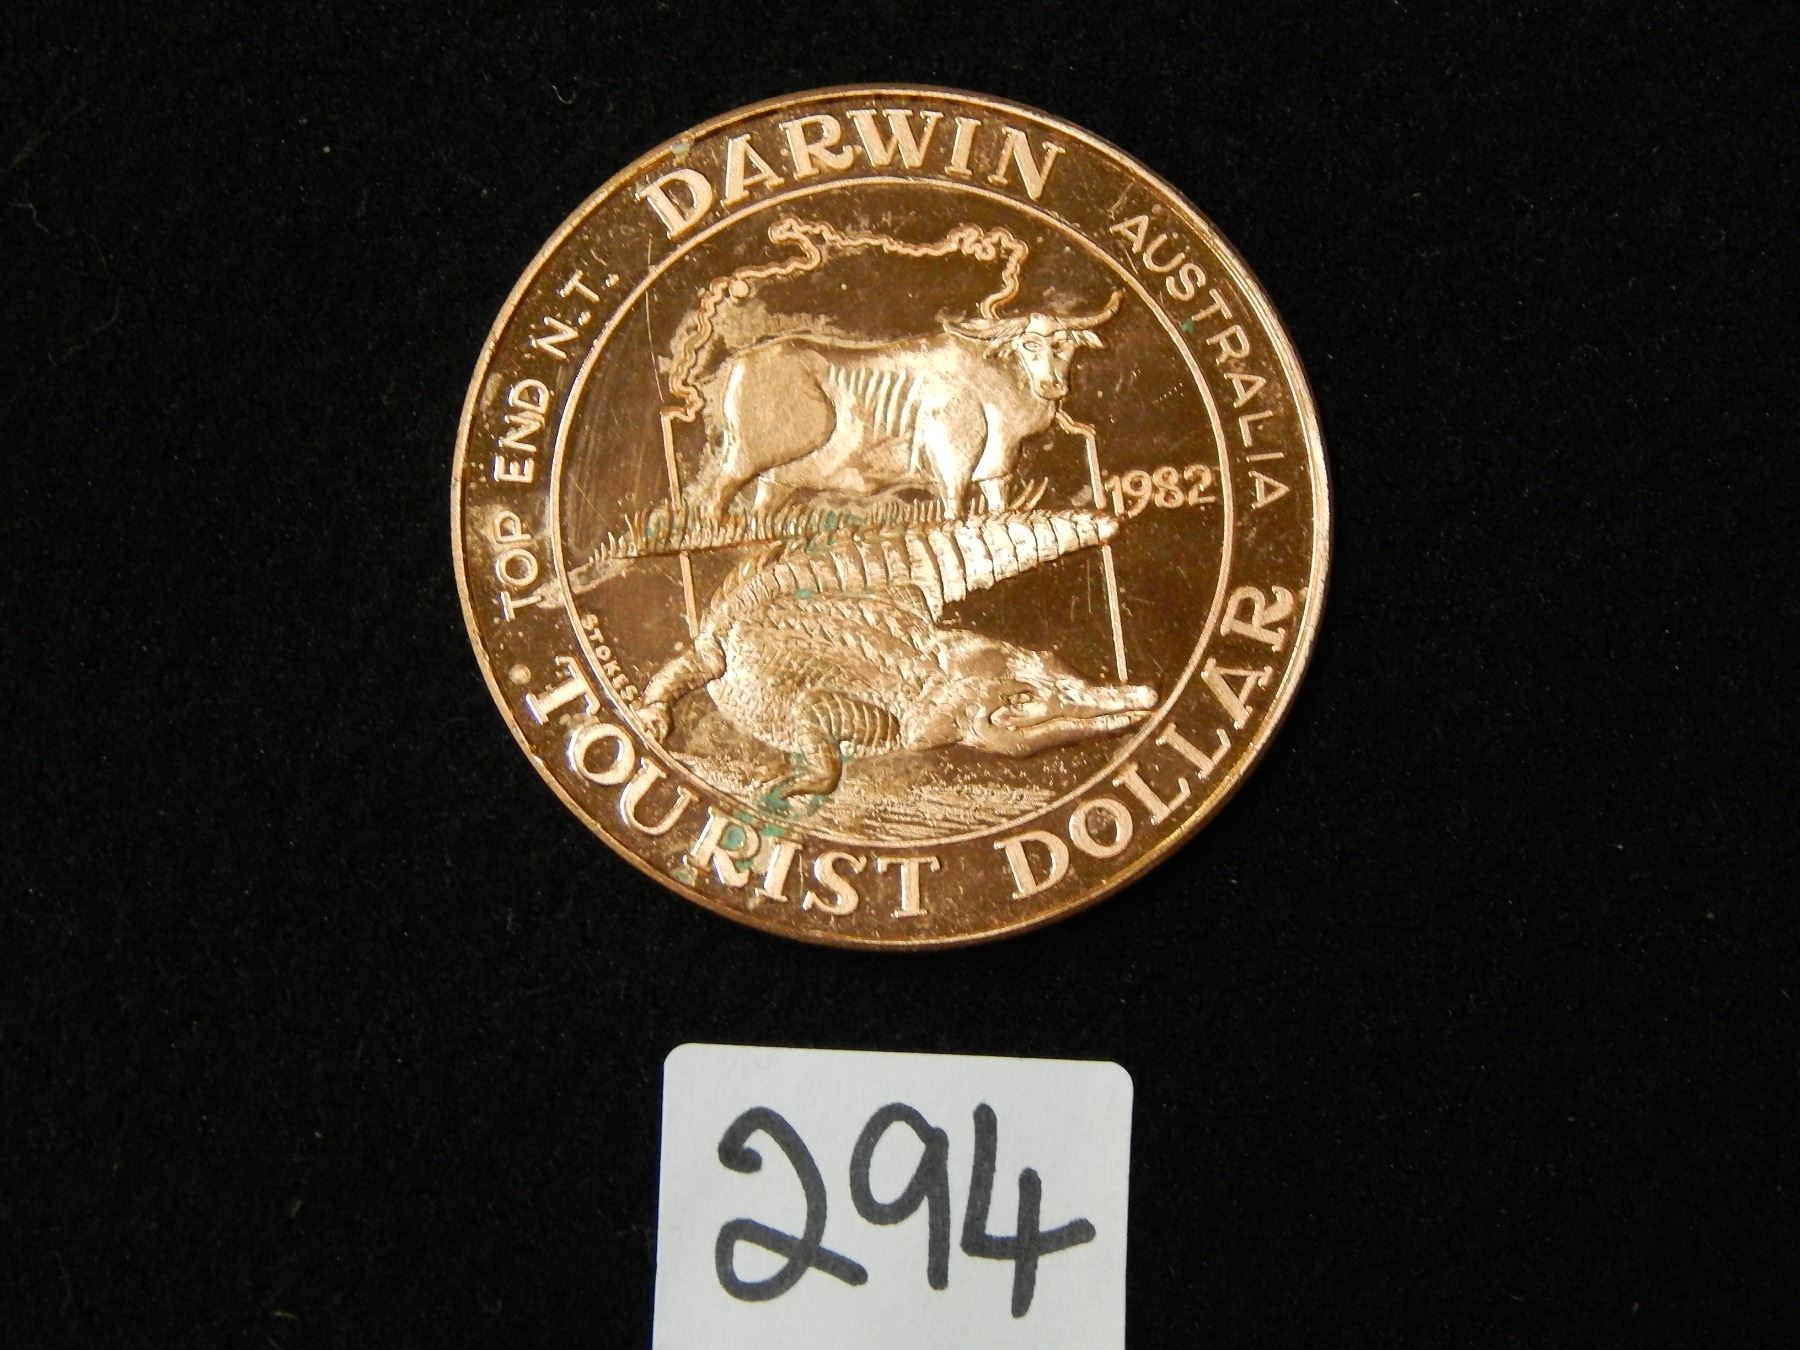 DARWIN
AUSTRALIA
TOP END N.T.
1982
STOKES
· TOURIST DOLLAR
294